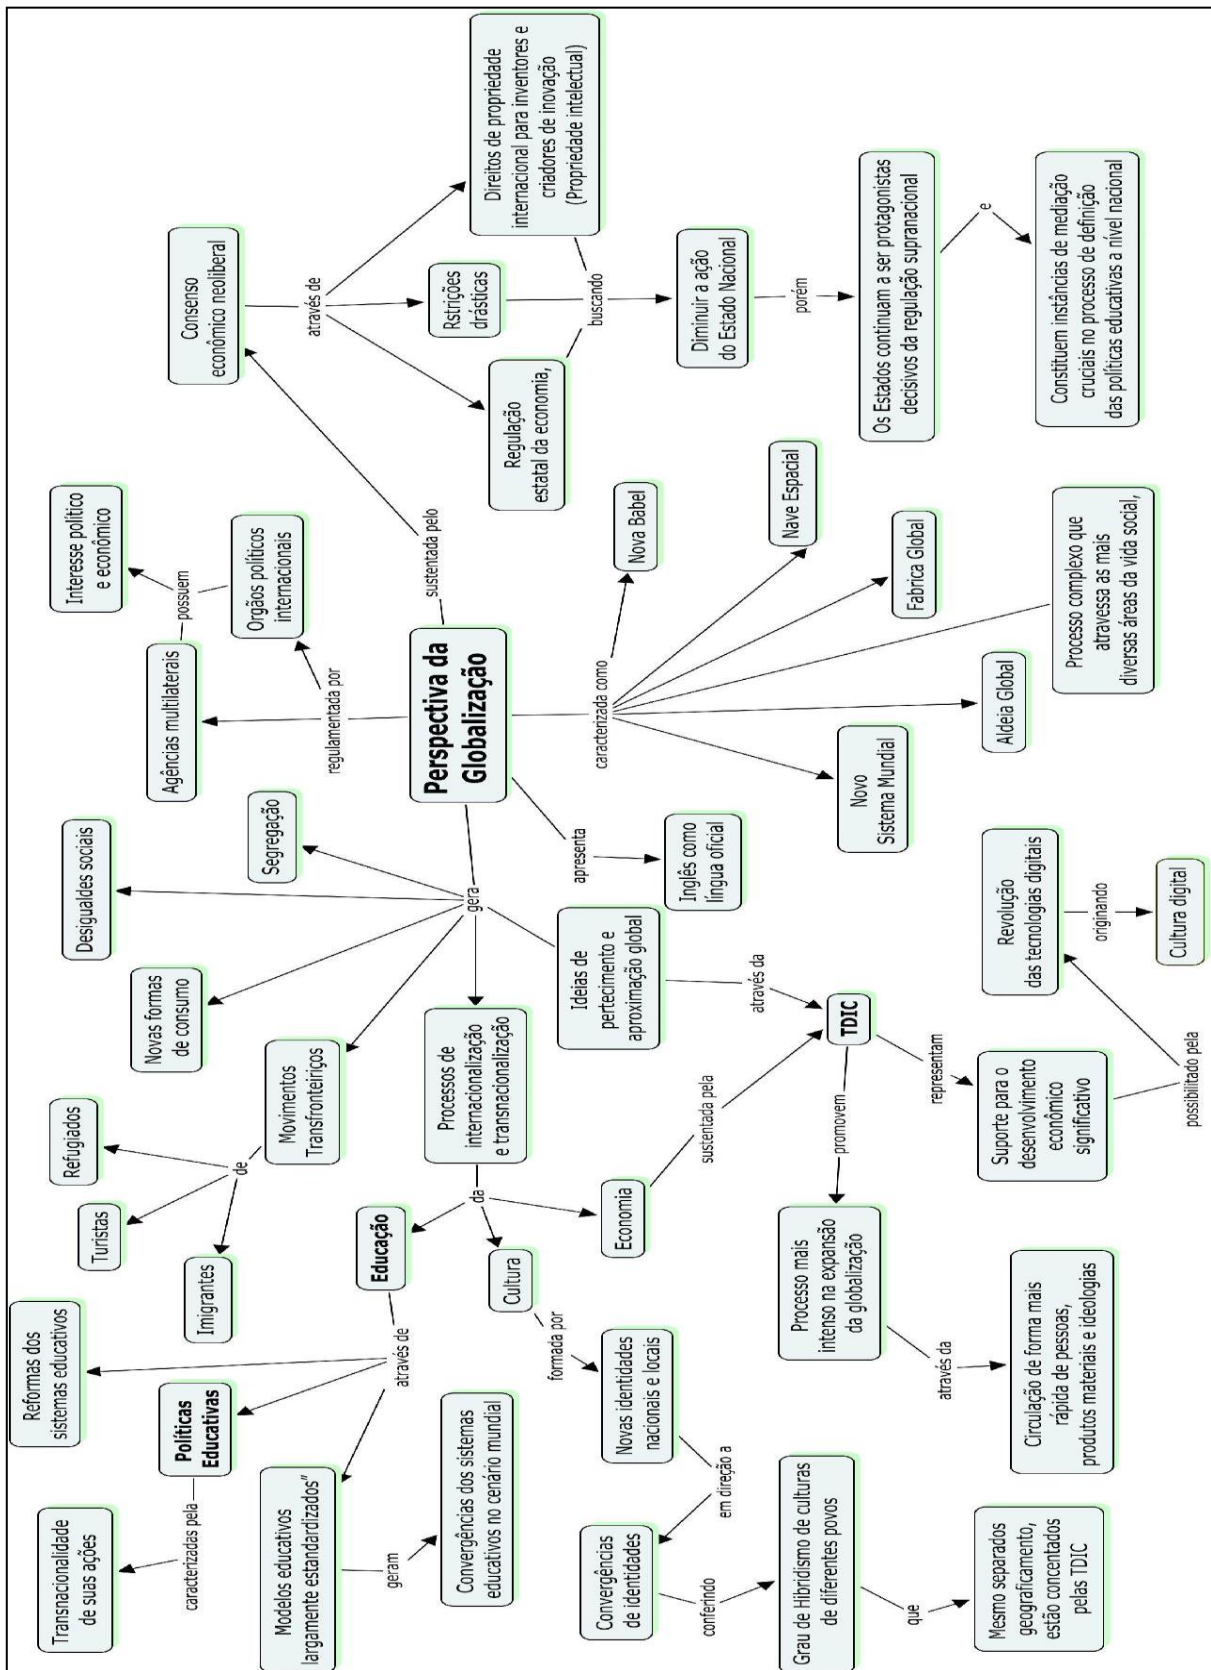 Transnacionalidade
de suas ações
Reformas dos
sistemas educativos
Turistas
Refugiados
Desigualdes sociais
Interesse político
e econômico
caracterizadas pela
Políticas
Educativas
Imigrantes
de
Novas formas
de consumo
Agências multilaterais
possuem
Orgãos políticos
internacionais
Consenso
econômico neoliberal
Modelos educativos
largamente estandardizados”
Movimentos
Transfronteiriços
Segregação
regulamentada por
através de
geram
através de
Educação
Convergências dos sistemas
educativos no cenário mundial
Processos de
internacionalização
e transnacionalização
gera
Perspectiva da
Globalização
sustentada pelo
Rstrições
drásticas
Direitos de propriedade
internacional para inventores e
criadores de inovação
(Propriedade intelectual)
Regulação
estatal da economia,
da
Cultura
formada por
Economia
Ideias de
pertecimento e
aproximação global
apresenta
caracterizada como
buscando
Convergências
de identidades
Novas identidades
nacionais e locais
Nova Babel
Inglês como
língua oficial
Diminuir a ação
do Estado Nacional
conferindo
em direção a
sustentada pela
através da
Grau de Hibridismo de culturas
de diferentes povos
Processo mais
intenso na expansão
da globalização
promovem
TDIC
Novo
Sistema Mundial
Nave Espacial
porém
que
através da
representam
Fabrica Global
Os Estados continuam a ser protagonistas
decisivos da regulação supranacional
Mesmo separados
geograficamento,
estão concentados
pelas TDIC
Circulação de forma mais
rápida de pessoas,
produtos materiais e ideologias
Suporte para o
desenvolvimento
econômico
significativo
Revolução
das tecnologias digitais
Aldeia Global
e
possibilitado pela
originando
Cultura digital
Processo complexo que
atravessa as mais
diversas áreas da vida social,
Constituem instâncias de mediação
cruciais no processo de definição
das políticas educativas a nível nacional